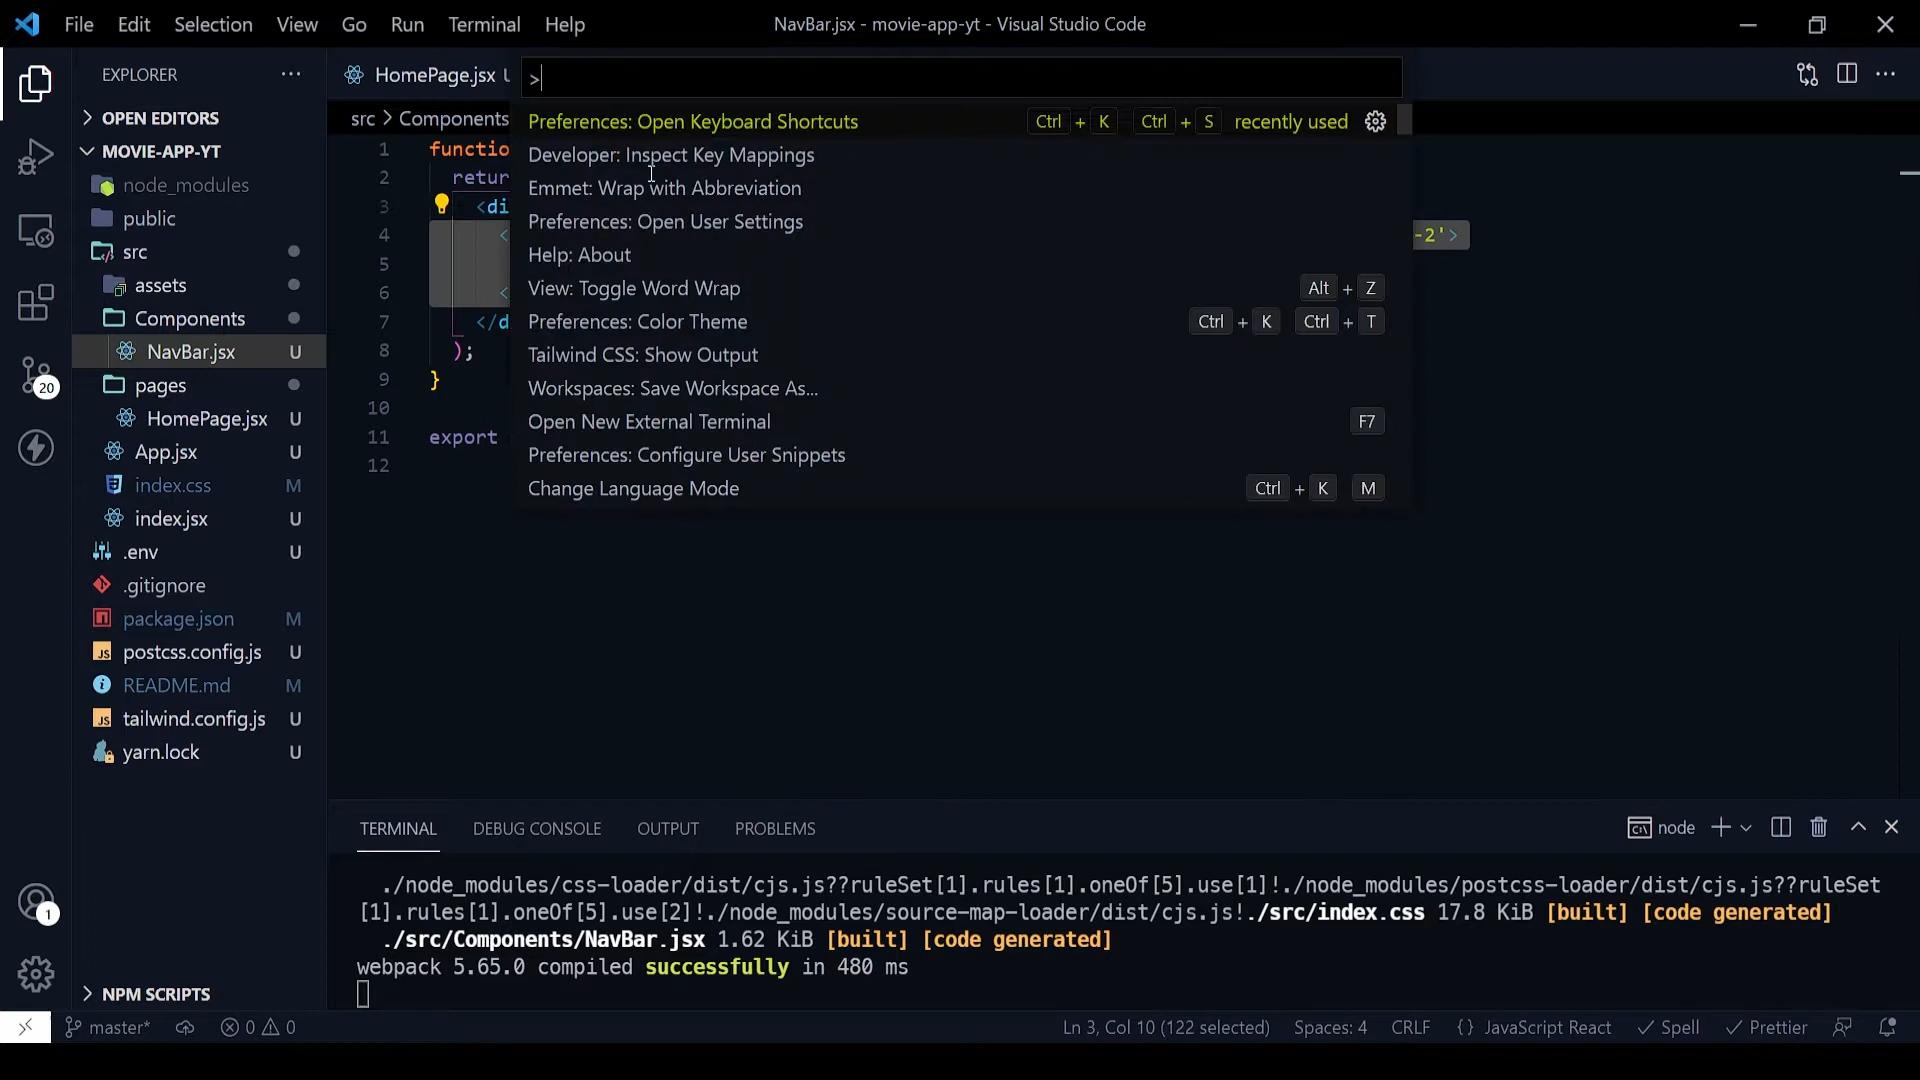 File Edit Selection View Go Run Terminal Help NavBar.jsx - movie-app-yt - Visual Studio Code
EXPLORER
OPEN EDITORS
MOVIE-APP-YT
node_modules
public
src
assets
Components
NavBar.jsx U
pages
HomePage.jsx U
App.jsx U
index.css M
index.jsx U
.env U
.gitignore
package.json M
postcss.config.js U
README.md M
tailwind.config.js U
yarn.lock U
NPM SCRIPTS
20
1
HomePage.jsx
src > Components
>
Preferences: Open Keyboard Shortcuts Ctrl + K Ctrl + S recently used
Developer: Inspect Key Mappings
Emmet: Wrap with Abbreviation
Preferences: Open User Settings
Help: About
View: Toggle Word Wrap Alt + Z
Preferences: Color Theme Ctrl + K Ctrl + T
Tailwind CSS: Show Output
Workspaces: Save Workspace As...
Open New External Terminal F7
Preferences: Configure User Snippets
Change Language Mode Ctrl + K M
1 functio
2 retur
3 <di
4 < -2'>
5
6 <
7 </d
8 );
9 }
10
11 export
12
TERMINAL DEBUG CONSOLE OUTPUT PROBLEMS node
./node_modules/css-loader/dist/cjs.js??ruleSet[1].rules[1].oneOf[5].use[1]!./node_modules/postcss-loader/dist/cjs.js??ruleSet
[1].rules[1].oneOf[5].use[2]!./node_modules/source-map-loader/dist/cjs.js!./src/index.css 17.8 KiB [built] [code generated]
./src/Components/NavBar.jsx 1.62 KiB [built] [code generated]
webpack 5.65.0 compiled successfully in 480 ms
master* 0 0 Ln 3, Col 10 (122 selected) Spaces: 4 CRLF {} JavaScript React Spell Prettier